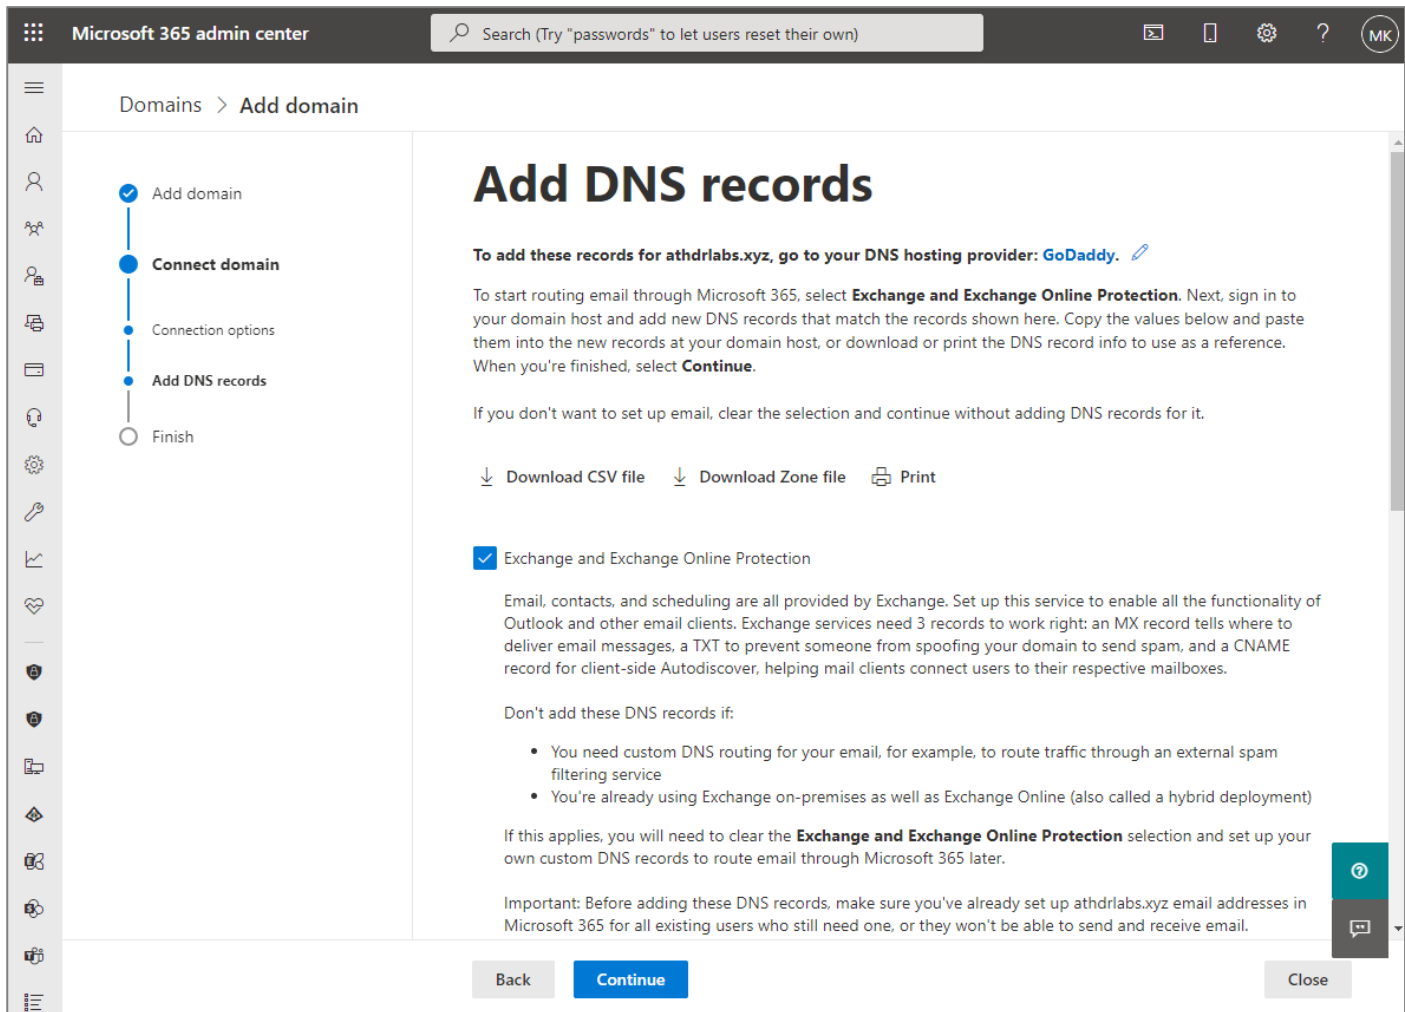 Microsoft 365 admin center
Search (Try "passwords" to let users reset their own)
MK
Domains > Add domain
Add domain
Connect domain
Connection options
Add DNS records
Finish
Add DNS records
To add these records for athdrlabs.xyz, go to your DNS hosting provider: GoDaddy.
To start routing email through Microsoft 365, select Exchange and Exchange Online Protection. Next, sign in to
your domain host and add new DNS records that match the records shown here. Copy the values below and paste
them into the new records at your domain host, or download or print the DNS record info to use as a reference.
When you're finished, select Continue.
If you don't want to set up email, clear the selection and continue without adding DNS records for it.
Download CSV file Download Zone file Print
Exchange and Exchange Online Protection
Email, contacts, and scheduling are all provided by Exchange. Set up this service to enable all the functionality of
Outlook and other email clients. Exchange services need 3 records to work right: an MX record tells where to
deliver email messages, a TXT to prevent someone from spoofing your domain to send spam, and a CNAME
record for client-side Autodiscover, helping mail clients connect users to their respective mailboxes.
Don't add these DNS records if:
• You need custom DNS routing for your email, for example, to route traffic through an external spam
filtering service
• You're already using Exchange on-premises as well as Exchange Online (also called a hybrid deployment)
If this applies, you will need to clear the Exchange and Exchange Online Protection selection and set up your
own custom DNS records to route email through Microsoft 365 later.
Important: Before adding these DNS records, make sure you've already set up athdrlabs.xyz email addresses in
Microsoft 365 for all existing users who still need one, or they won't be able to send and receive email.
Back Continue Close